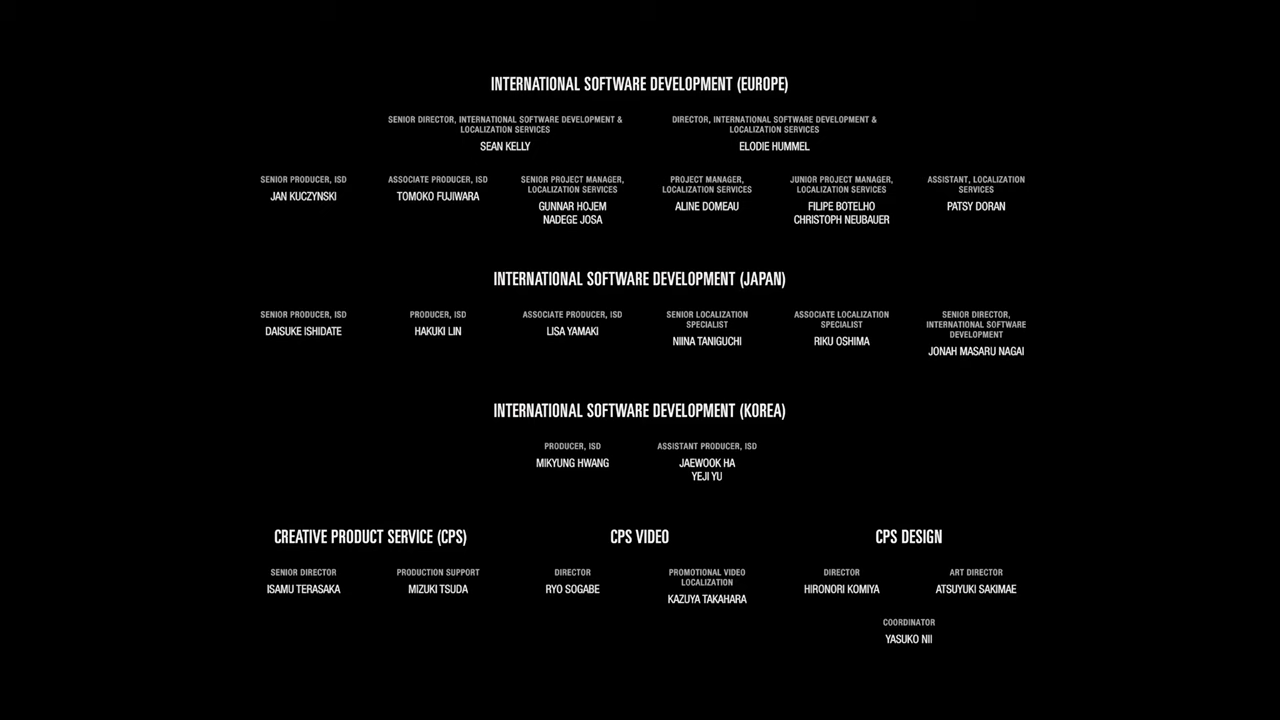 INTERNATIONAL SOFTWARE DEVELOPMENT (EUROPE)
SENIOR DIRECTOR, INTERNATIONAL SOFTWARE DEVELOPMENT &
LOCALIZATION SERVICES
SEAN KELLY
DIRECTOR, INTERNATIONAL SOFTWARE DEVELOPMENT &
LOCALIZATION SERVICES
ELODIE HUMMEL
SENIOR PRODUCER, ISD
JAN KUCZYNSKI
ASSOCIATE PRODUCER, ISD
TOMOKO FUJIWARA
SENIOR PROJECT MANAGER,
LOCALIZATION SERVICES
GUNNAR HOJEM
NADEGE JOSA
PROJECT MANAGER,
LOCALIZATION SERVICES
ALINE DOMEAU
JUNIOR PROJECT MANAGER,
LOCALIZATION SERVICES
FILIPE BOTELHO
CHRISTOPH NEUBAUER
ASSISTANT, LOCALIZATION
SERVICES
PATSY DORAN
INTERNATIONAL SOFTWARE DEVELOPMENT (JAPAN)
SENIOR PRODUCER, ISD
DAISUKE ISHIDATE
PRODUCER, ISD
HAKUKI LIN
ASSOCIATE PRODUCER, ISD
LISA YAMAKI
SENIOR LOCALIZATION
SPECIALIST
NIINA TANIGUCHI
ASSOCIATE LOCALIZATION
SPECIALIST
RIKU OSHIMA
SENIOR DIRECTOR,
INTERNATIONAL SOFTWARE
DEVELOPMENT
JONAH MASARU NAGAI
INTERNATIONAL SOFTWARE DEVELOPMENT (KOREA)
PRODUCER, ISD
MIKYUNG HWANG
ASSISTANT PRODUCER, ISD
JAEWOOK HA
YEJI YU
CREATIVE PRODUCT SERVICE (CPS)
SENIOR DIRECTOR
ISAMU TERASAKA
PRODUCTION SUPPORT
MIZUKI TSUDA
CPS VIDEO
DIRECTOR
RYO SOGABE
PROMOTIONAL VIDEO
LOCALIZATION
KAZUYA TAKAHARA
CPS DESIGN
DIRECTOR
HIRONORI KOMIYA
ART DIRECTOR
ATSUYUKI SAKIMAE
COORDINATOR
YASUKO NII